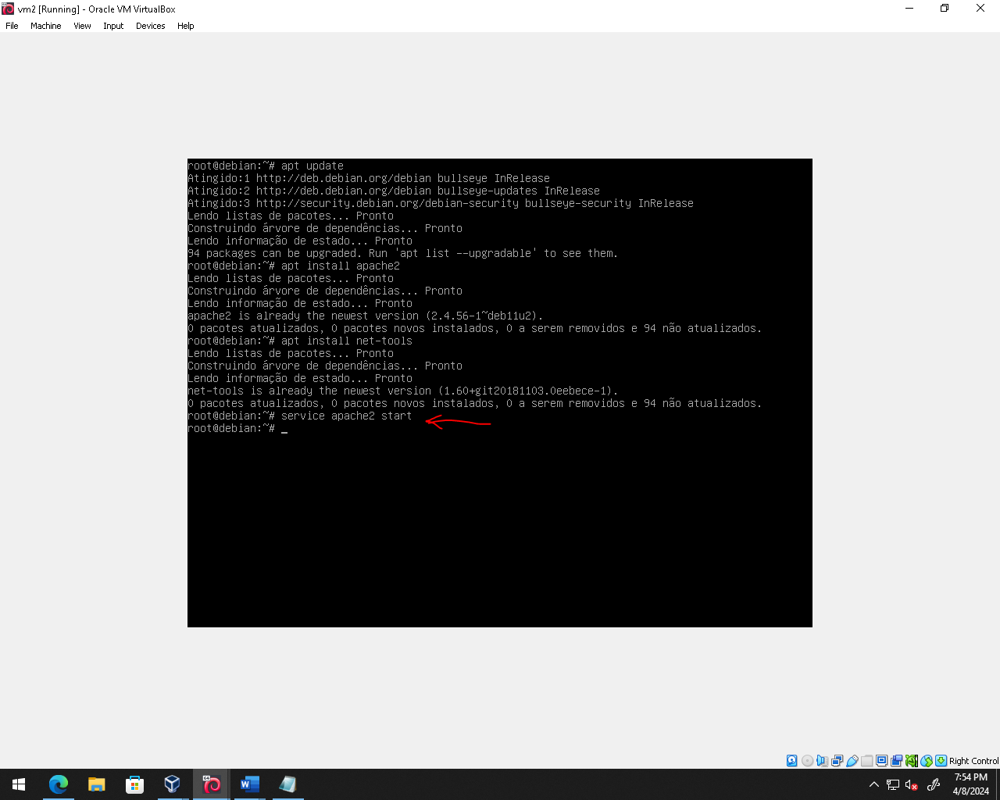 vm2 [Running] - Oracle VM VirtualBox
File Machine View Input Devices Help
root@debian:~# apt update
Atingido:1 http://deb.debian.org/debian bullseye InRelease
Atingido:2 http://deb.debian.org/debian bullseye-updates InRelease
Atingido:3 http://security.debian.org/debian-security bullseye-security InRelease
Lendo listas de pacotes... Pronto
Construindo árvore de dependências... Pronto
Lendo informação de estado... Pronto
94 packages can be upgraded. Run 'apt list --upgradable' to see them.
root@debian:~# apt install apache2
Lendo listas de pacotes... Pronto
Construindo árvore de dependências... Pronto
Lendo informação de estado... Pronto
apache2 is already the newest version (2.4.56-1~deb11u2).
0 pacotes atualizados, 0 pacotes novos instalados, 0 a serem removidos e 94 não atualizados.
root@debian:~# apt install net-tools
Lendo listas de pacotes... Pronto
Construindo árvore de dependências... Pronto
Lendo informação de estado... Pronto
net-tools is already the newest version (1.60+git20181103.0eebece-1).
0 pacotes atualizados, 0 pacotes novos instalados, 0 a serem removidos e 94 não atualizados.
root@debian:~# service apache2 start
root@debian:~# _
Right Control
64
7:54 PM
4/8/2024